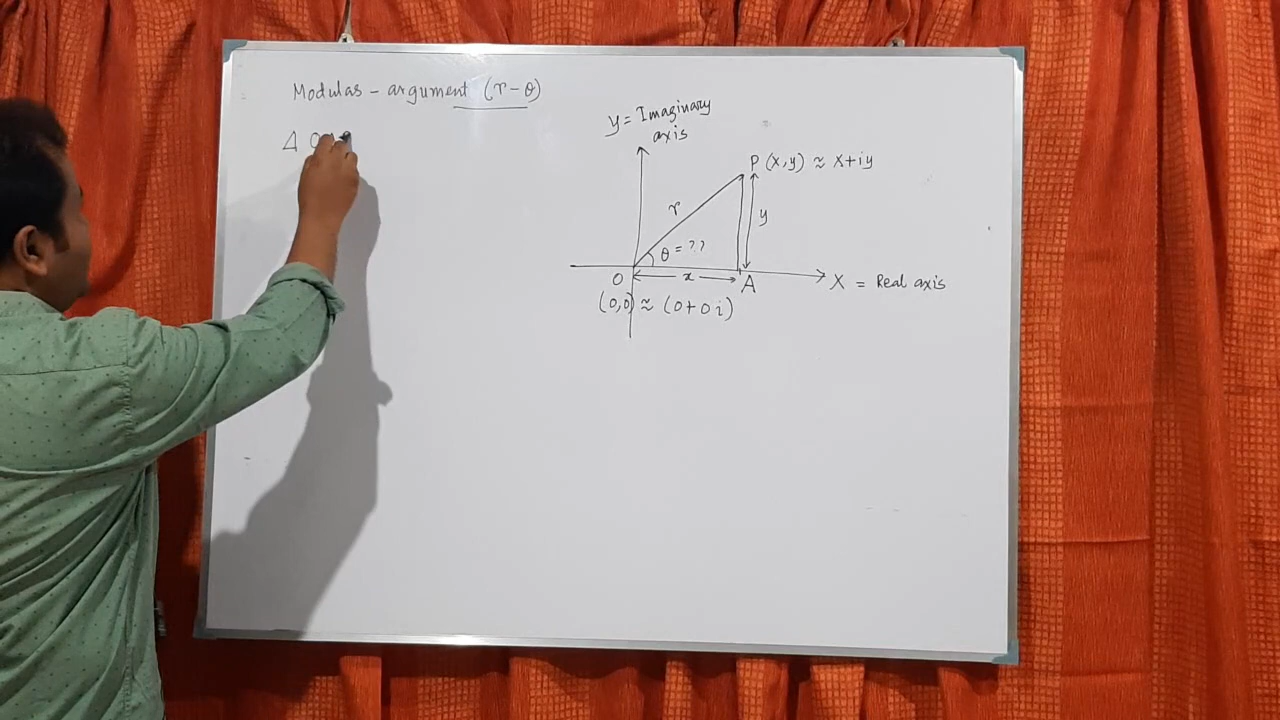 Modulas - argument (r-θ)
Δ O
y = Imaginary
axis
P (x,y) ≈ x+iy
r
y
θ = ??
O
x
A
X = Real axis
(0,0) ≈ (0+0i)